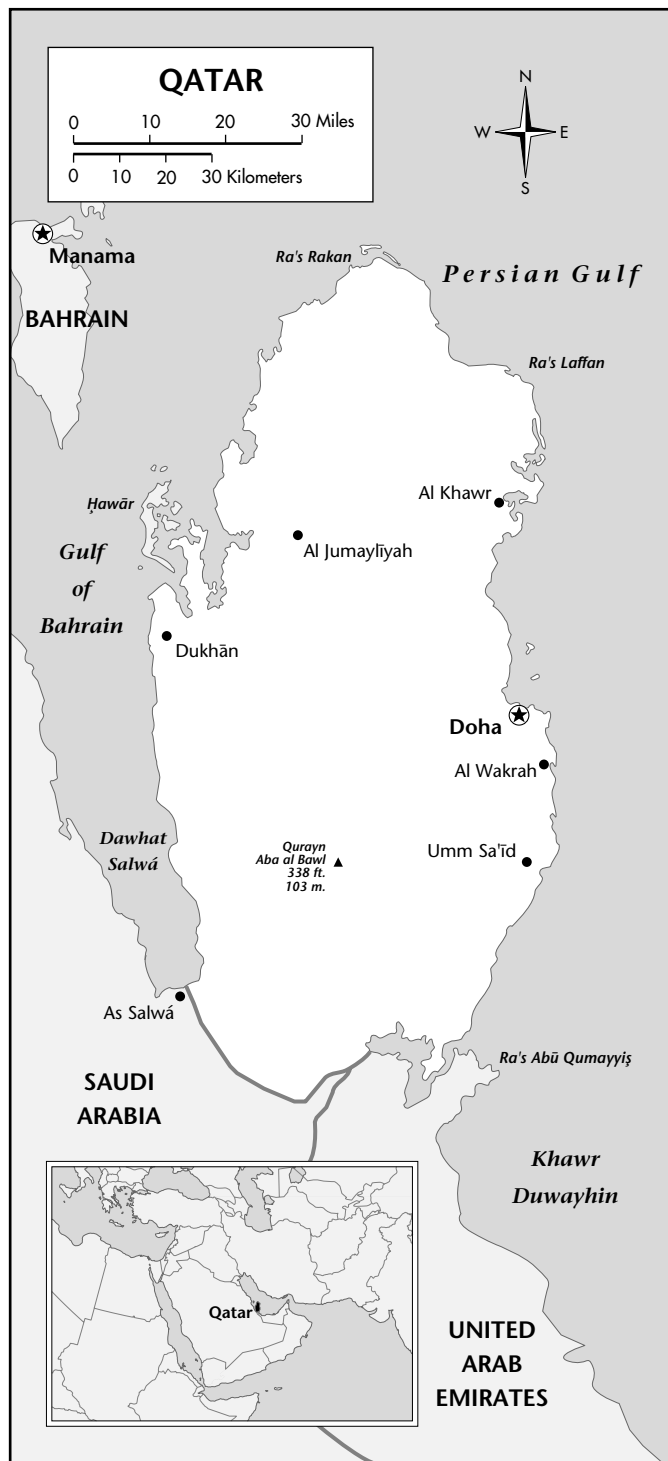 QATAR
0 10 20 30 Miles
0 10 20 30 Kilometers
N
W E
S
Manama
BAHRAIN
Ra's Rakan
Persian Gulf
Ra's Laffan
Ḩawār
Al Khawr
Al Jumaylīyah
Gulf
of
Bahrain
Dukhān
Doha
Al Wakrah
Dawhat
Salwá
Qurayn
Aba al Bawl
338 ft.
103 m.
Umm Sa'īd
As Salwá
Ra's Abū Qumayyiş
SAUDI
ARABIA
Khawr
Duwayhin
Qatar
UNITED
ARAB
EMIRATES